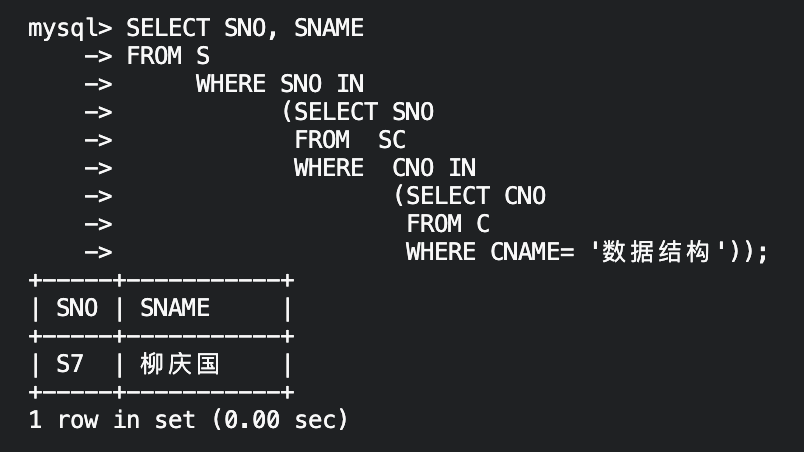 mysql> SELECT SNO, SNAME
    -> FROM S
    ->      WHERE SNO IN
    ->            (SELECT SNO
    ->             FROM  SC
    ->             WHERE  CNO IN
    ->                    (SELECT CNO
    ->                     FROM C
    ->                     WHERE CNAME= '数据结构'));
+-----+-----------+
| SNO | SNAME     |
+-----+-----------+
| S7  | 柳庆国    |
+-----+-----------+
1 row in set (0.00 sec)